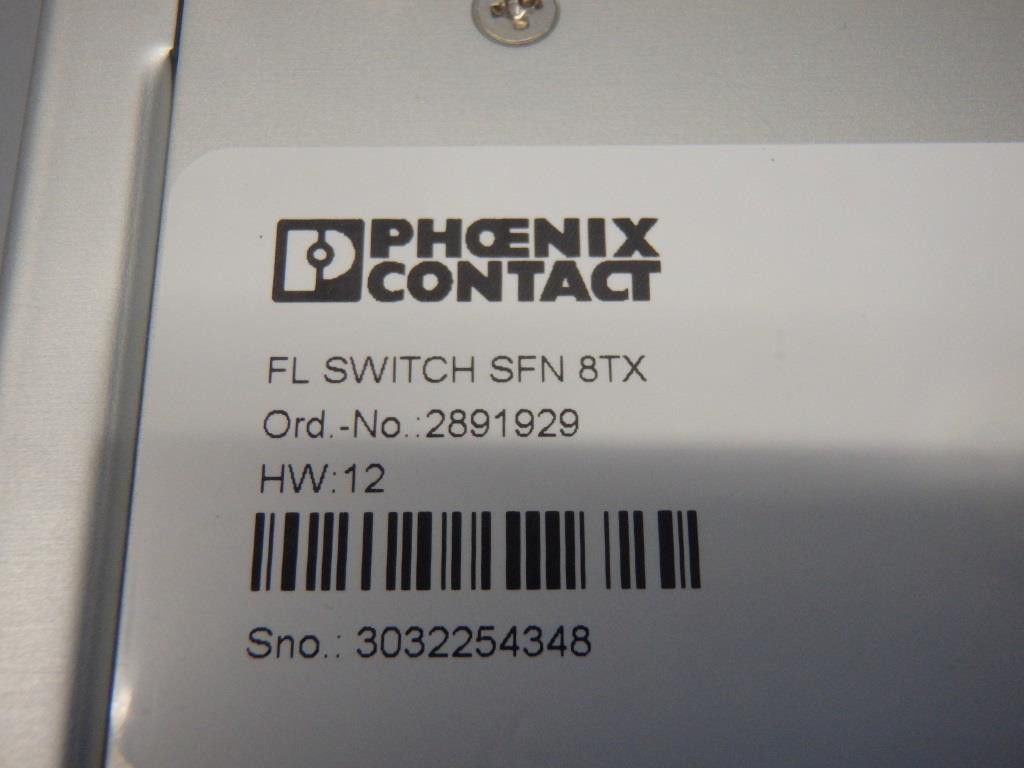 PHŒNIX
CONTACT
FL SWITCH SFN 8TX
Ord.-No.:2891929
HW:12
Sno.: 3032254348